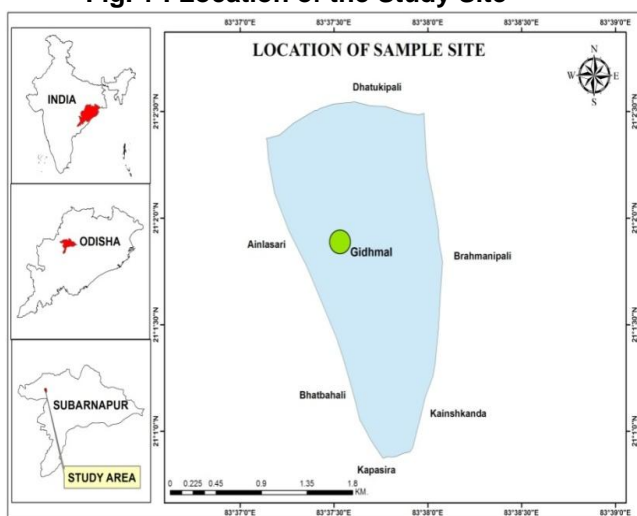 Fig. 1 : Location of the Study Site
83°37'0"E 83°37'30"E 83°38'0"E 83°38'30"E 83°39'0"E
LOCATION OF SAMPLE SITE
N
W E
S
INDIA
ODISHA
SUBARNAPUR
STUDY AREA
Dhatukipali
Ainlasari
Gidhmal
Brahmanipali
Bhatbahali
Kainshkanda
Kapasira
21°2'30"N
21°2'0"N
21°1'30"N
21°1'0"N
0 0.225 0.45 0.9 1.35 1.8
KM.
83°37'0"E 83°37'30"E 83°38'0"E 83°38'30"E 83°39'0"E